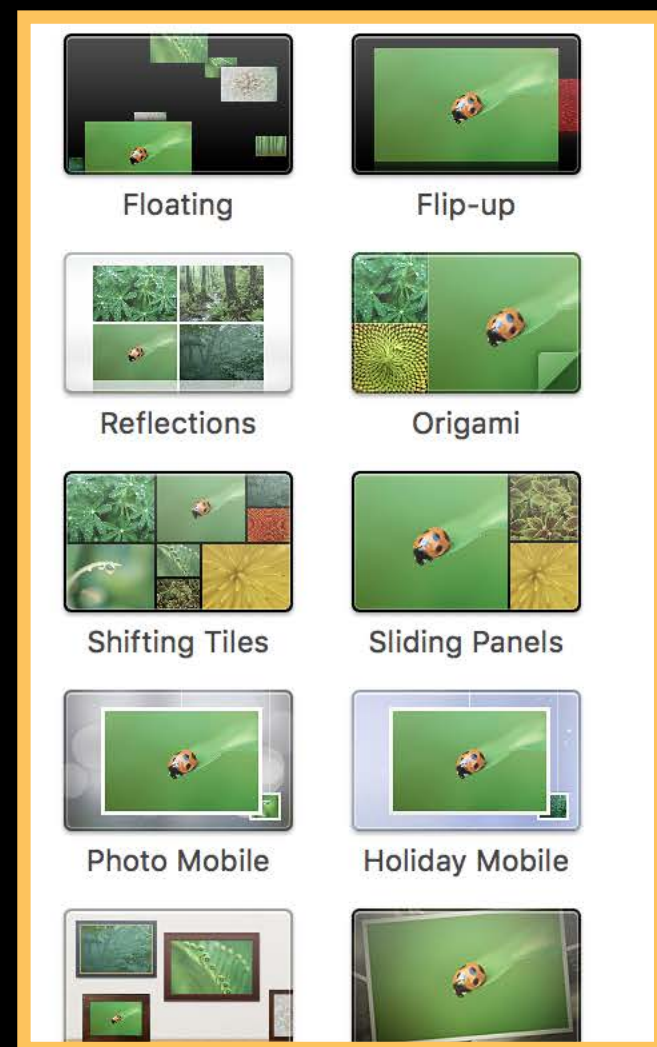 Floating
Flip-up
Reflections
Origami
Shifting Tiles
Sliding Panels
Photo Mobile
Holiday Mobile